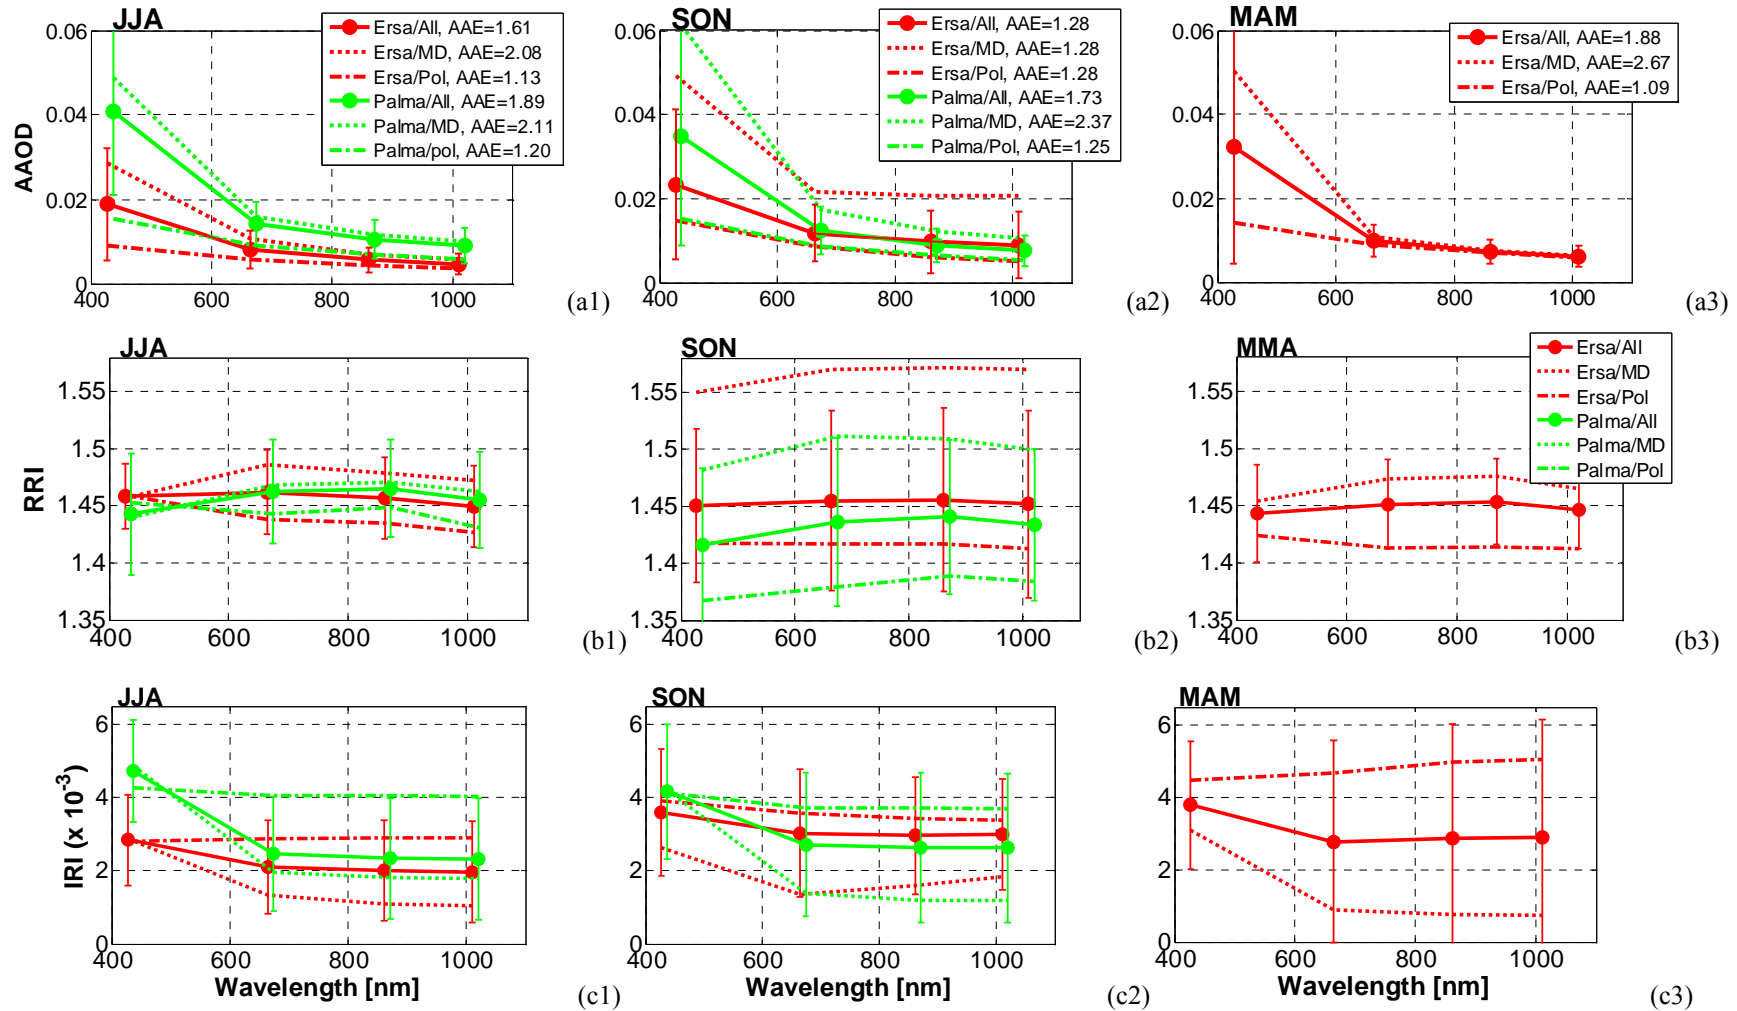 JJA
Ersa/All, AAE=1.61
Ersa/MD, AAE=2.08
Ersa/Pol, AAE=1.13
Palma/All, AAE=1.89
Palma/MD, AAE=2.11
Palma/pol, AAE=1.20
AAOD
0.06
0.04
0.02
0
400
600
800
1000
(a1)
SON
Ersa/All, AAE=1.28
Ersa/MD, AAE=1.28
Ersa/Pol, AAE=1.28
Palma/All, AAE=1.73
Palma/MD, AAE=2.37
Palma/Pol, AAE=1.25
0.06
0.04
0.02
0
400
600
800
1000
(a2)
MAM
Ersa/All, AAE=1.88
Ersa/MD, AAE=2.67
Ersa/Pol, AAE=1.09
0.06
0.04
0.02
0
400
600
800
1000
(a3)
JJA
RRI
1.55
1.5
1.45
1.4
1.35
400
600
800
1000
(b1)
SON
1.55
1.5
1.45
1.4
1.35
400
600
800
1000
(b2)
MMA
Ersa/All
Ersa/MD
Ersa/Pol
Palma/All
Palma/MD
Palma/Pol
1.55
1.5
1.45
1.4
1.35
400
600
800
1000
(b3)
JJA
IRI (x 10-3)
6
4
2
0
400
600
800
1000
Wavelength [nm]
(c1)
SON
6
4
2
0
400
600
800
1000
Wavelength [nm]
(c2)
MAM
6
4
2
0
400
600
800
1000
Wavelength [nm]
(c3)